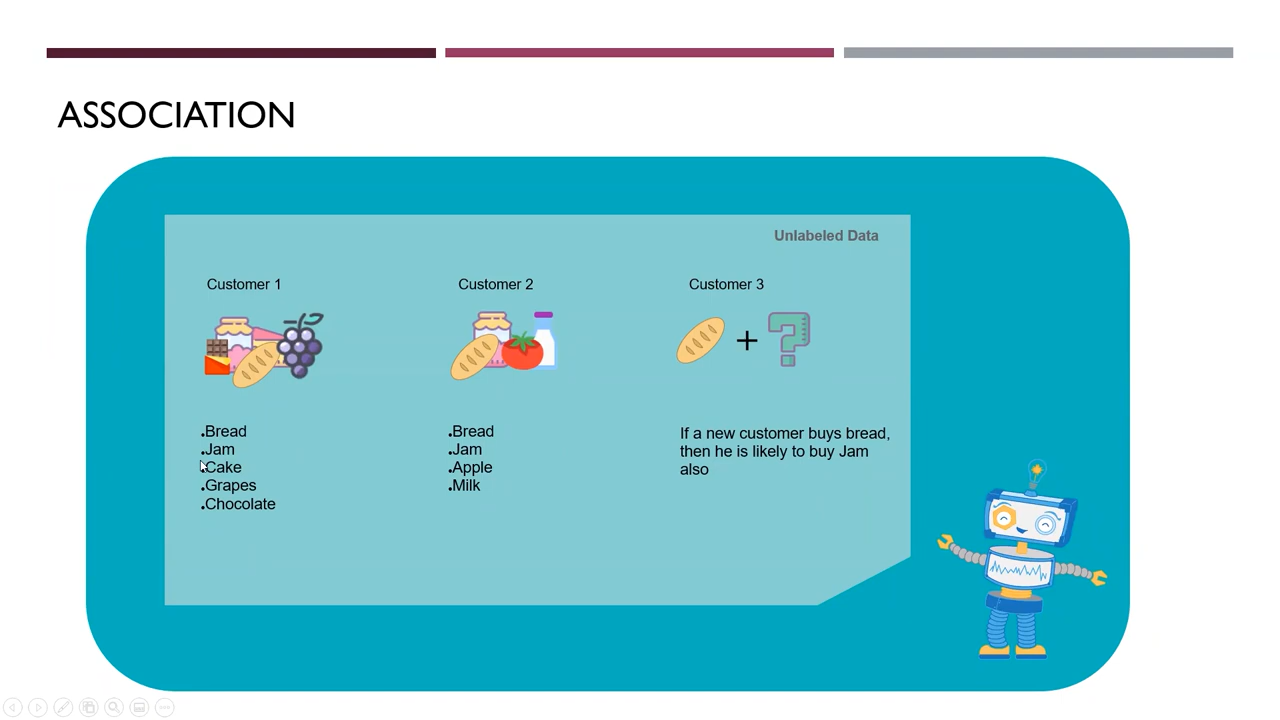 ASSOCIATION
Unlabeled Data
Customer 1
Customer 2
Customer 3
•Bread
•Jam
•Cake
•Grapes
•Chocolate
•Bread
•Jam
•Apple
•Milk
If a new customer buys bread,
then he is likely to buy Jam
also